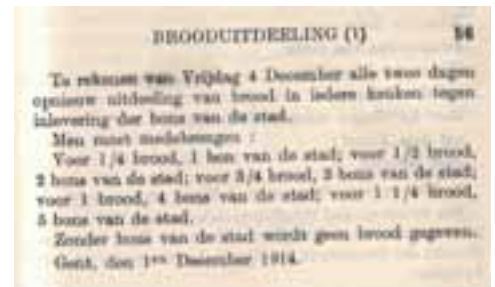 BROODUITDEELING (1) 56
Te rekenen van Vrijdag 4 December alle twee dagen
opnieuw uitdeeling van brood in iedere keuken tegen
inlevering der bons van de stad.
Men moet medebrengen :
Voor 1/4 brood, 1 bon van de stad; voor 1/2 brood,
2 bons van de stad; voor 3/4 brood, 3 bons van de stad;
voor 1 brood, 4 bons van de stad; voor 1 1/4 brood,
5 bons van de stad.
Zonder bons van de stad wordt geen brood gegeven.
Gent, den 1en December 1914.